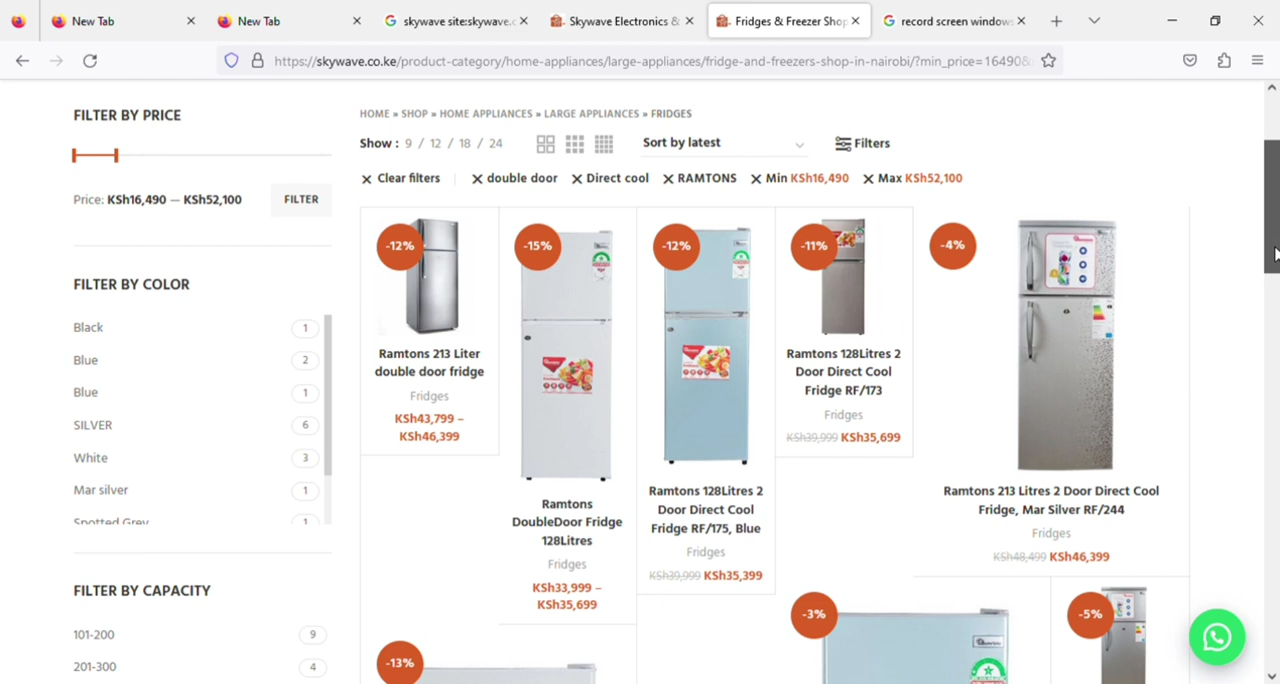 New Tab
New Tab
skywave site:skywave.c
Skywave Electronics &
Fridges & Freezer Shop
record screen windows
https://skywave.co.ke/product-category/home-appliances/large-appliances/fridge-and-freezers-shop-in-nairobi/?min_price=16490&
FILTER BY PRICE
Price: KSh16,490 — KSh52,100
FILTER
FILTER BY COLOR
Black 1
Blue 2
Blue 1
SILVER 6
White 3
Mar silver 1
Spotted Grey 1
FILTER BY CAPACITY
101-200 9
201-300 4
HOME » SHOP » HOME APPLIANCES » LARGE APPLIANCES » FRIDGES
Show : 9 / 12 / 18 / 24
Sort by latest
Filters
Clear filters
double door
Direct cool
RAMTONS
Min KSh16,490
Max KSh52,100
-12%
Ramtons 213 Liter
double door fridge
Fridges
KSh43,799 –
KSh46,399
-15%
Ramtons
DoubleDoor Fridge
128Litres
Fridges
KSh33,999 –
KSh35,699
-12%
Ramtons 128Litres 2
Door Direct Cool
Fridge RF/175, Blue
Fridges
KSh39,999 KSh35,399
-11%
Ramtons 128Litres 2
Door Direct Cool
Fridge RF/173
Fridges
KSh39,999 KSh35,699
-4%
Ramtons 213 Litres 2 Door Direct Cool
Fridge, Mar Silver RF/244
Fridges
KSh48,499 KSh46,399
-13%
-3%
-5%